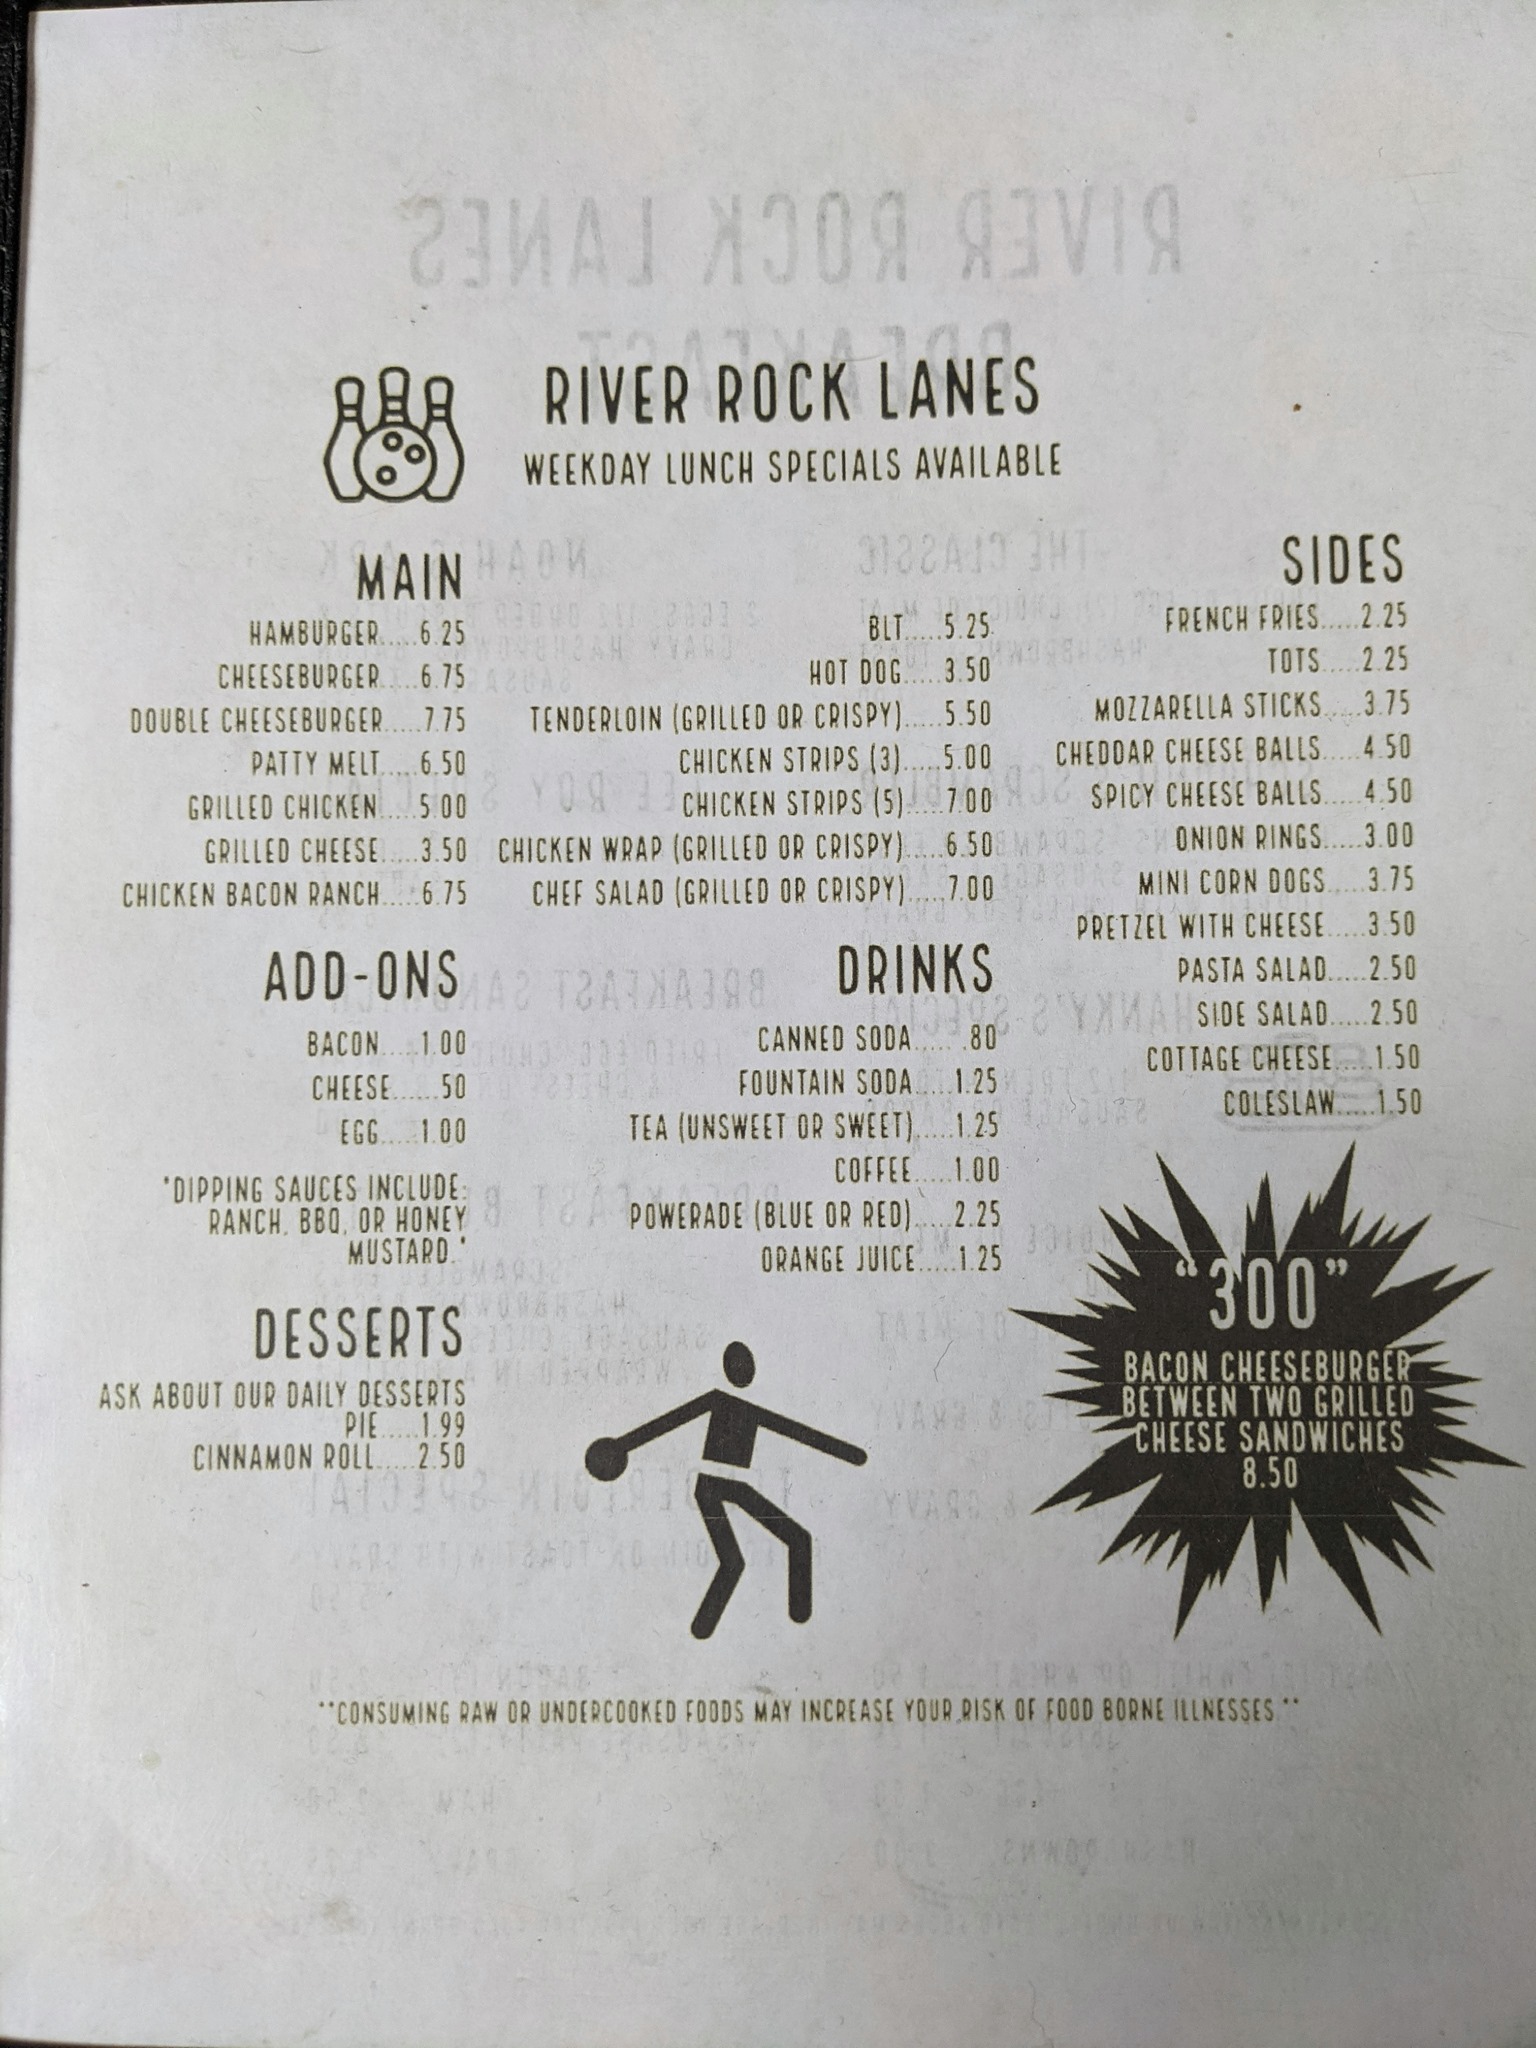 RIVER ROCK LANES
WEEKDAY LUNCH SPECIALS AVAILABLE
MAIN
HAMBURGER.....6.25
CHEESEBURGER.....6.75
DOUBLE CHEESEBURGER.....7.75
PATTY MELT.....6.50
GRILLED CHICKEN.....5.00
GRILLED CHEESE.....3.50
CHICKEN BACON RANCH.....6.75
BLT.....5.25
HOT DOG.....3.50
TENDERLOIN (GRILLED OR CRISPY).....5.50
CHICKEN STRIPS (3).....5.00
CHICKEN STRIPS (5).....7.00
CHICKEN WRAP (GRILLED OR CRISPY).....6.50
CHEF SALAD (GRILLED OR CRISPY).....7.00
SIDES
FRENCH FRIES.....2.25
TOTS.....2.25
MOZZARELLA STICKS.....3.75
CHEDDAR CHEESE BALLS.....4.50
SPICY CHEESE BALLS.....4.50
ONION RINGS.....3.00
MINI CORN DOGS.....3.75
PRETZEL WITH CHEESE.....3.50
PASTA SALAD.....2.50
SIDE SALAD.....2.50
COTTAGE CHEESE.....1.50
COLESLAW.....1.50
ADD-ONS
BACON.....1.00
CHEESE......50
EGG.....1.00
*DIPPING SAUCES INCLUDE:
RANCH, BBQ, OR HONEY
MUSTARD.*
DRINKS
CANNED SODA..... .80
FOUNTAIN SODA.....1.25
TEA (UNSWEET OR SWEET).....1.25
COFFEE.....1.00
POWERADE (BLUE OR RED).....2.25
ORANGE JUICE.....1.25
DESSERTS
ASK ABOUT OUR DAILY DESSERTS
PIE.....1.99
CINNAMON ROLL.....2.50
"300"
BACON CHEESEBURGER
BETWEEN TWO GRILLED
CHEESE SANDWICHES
8.50
**CONSUMING RAW OR UNDERCOOKED FOODS MAY INCREASE YOUR RISK OF FOOD BORNE ILLNESSES.**